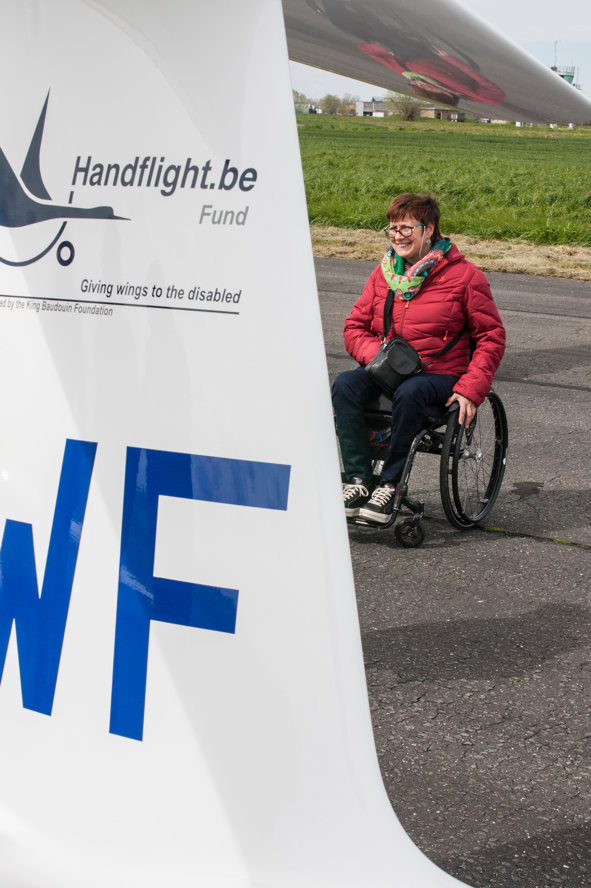 Handflight.be
Fund
Giving wings to the disabled
by the King Baudouin Foundation
WF